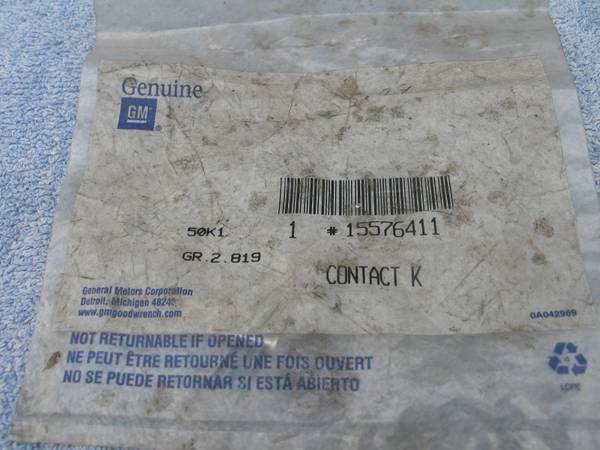 Genuine
GM
50K1
1 # 15576411
GR.2.819
CONTACT K
General Motors Corporation
Detroit, Michigan 48243
www.gmgoodwrench.com
0A042989
NOT RETURNABLE IF OPENED
NE PEUT ÊTRE RETOURNÉ UNE FOIS OUVERT
NO SE PUEDE RETORNAR SI ESTÁ ABIERTO
LDPE